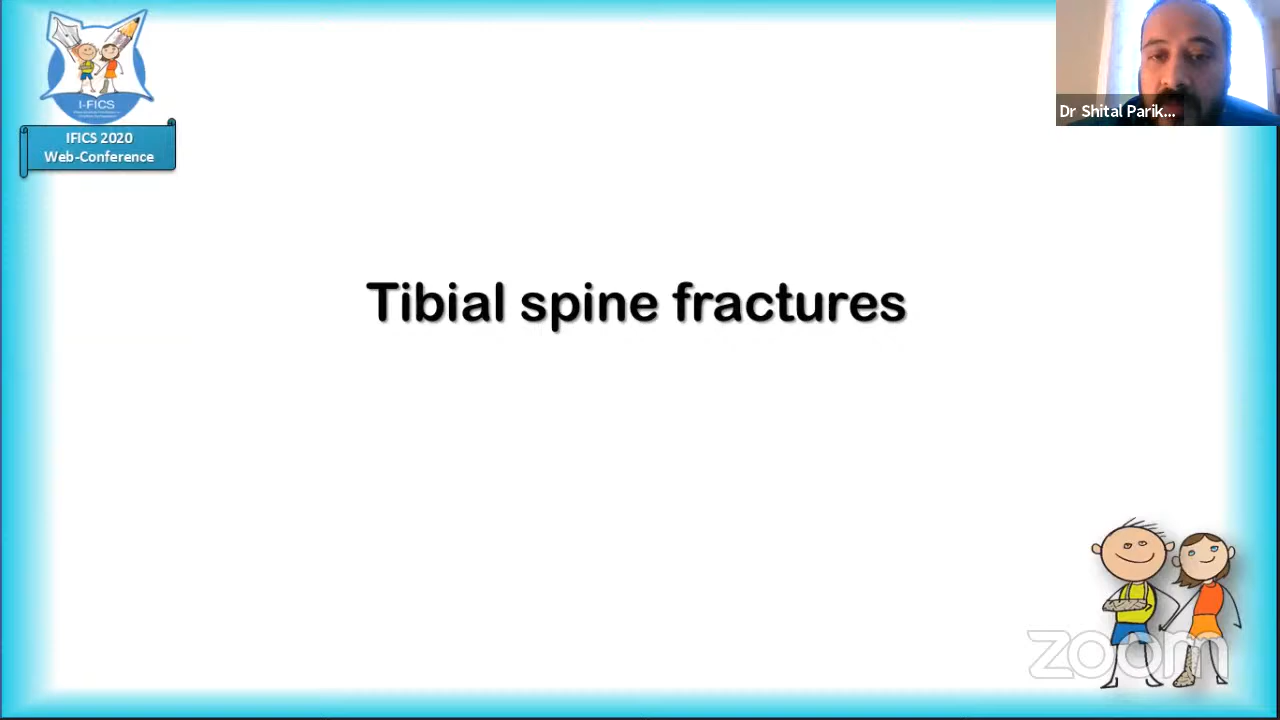 I-FICS
IFICS 2020
Web-Conference
Dr Shital Parik...
Tibial spine fractures
zoom